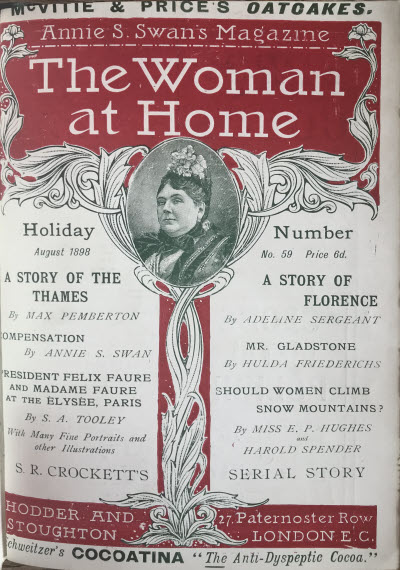 McVITIE & PRICE'S OATCAKES.
Annie S. Swan's Magazine
The Woman
at Home
Holiday
August 1898
Number
No. 59 Price 6d.
A STORY OF THE
THAMES
By MAX PEMBERTON
COMPENSATION
By ANNIE S. SWAN
PRESIDENT FELIX FAURE
AND MADAME FAURE
AT THE ELYSÉE, PARIS
By S. A. TOOLEY
With Many Fine Portraits and
other Illustrations
S. R. CROCKETT'S
A STORY OF
FLORENCE
By ADELINE SERGEANT
MR. GLADSTONE
By HULDA FRIEDERICHS
SHOULD WOMEN CLIMB
SNOW MOUNTAINS?
By MISS E. P. HUGHES
and
HAROLD SPENDER
SERIAL STORY
HODDER AND
STOUGHTON
27. Paternoster Row
LONDON E.C.
Schweitzer's COCOATINA "The Anti-Dyspeptic Cocoa."